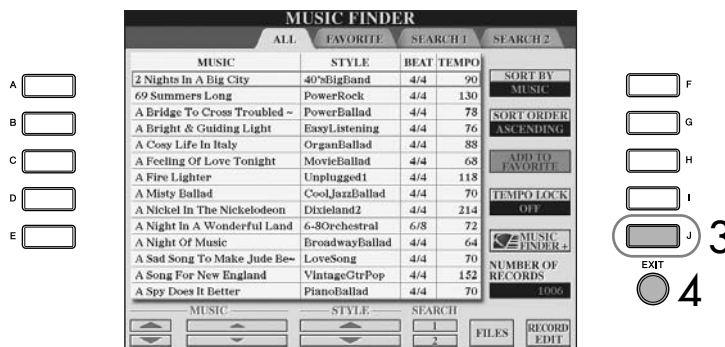 MUSIC FINDER
ALL FAVORITE SEARCH 1 SEARCH 2
MUSIC STYLE BEAT TEMPO
2 Nights In A Big City 40'sBigBand 4/4 90
69 Summers Long PowerRock 4/4 130
A Bridge To Cross Troubled ~ PowerBallad 4/4 78
A Bright & Guiding Light EasyListening 4/4 76
A Cosy Life In Italy OrganBallad 4/4 88
A Feeling Of Love Tonight MovieBallad 4/4 68
A Fire Lighter Unplugged1 4/4 118
A Misty Ballad CoolJazzBallad 4/4 70
A Nickel In The Nickelodeon Dixieland2 4/4 214
A Night In A Wonderful Land 6-8Orchestral 6/8 72
A Night Of Music BroadwayBallad 4/4 64
A Sad Song To Make Jude Be~ LoveSong 4/4 70
A Song For New England VintageGtrPop 4/4 152
A Spy Does It Better PianoBallad 4/4 70
SORT BY
MUSIC
SORT ORDER
ASCENDING
ADD TO
FAVORITE
TEMPO LOCK
OFF
MUSIC
FINDER +
NUMBER OF
RECORDS
1006
MUSIC STYLE SEARCH
1
2
FILES
RECORD
EDIT
A
B
C
D
E
F
G
H
I
J 3
EXIT
4